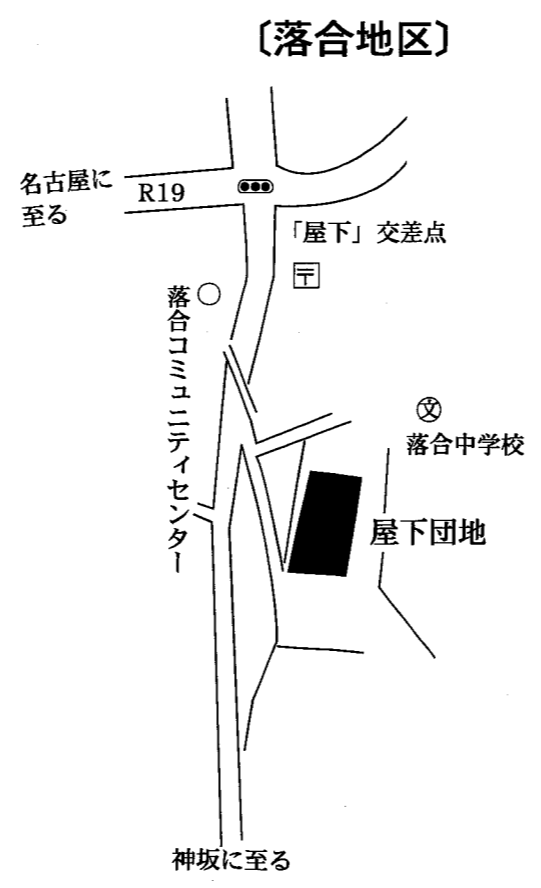 〔落合地区〕
名古屋に
至る
R19
「屋下」交差点
〒
落合コミュニティセンター
文
落合中学校
屋下団地
神坂に至る